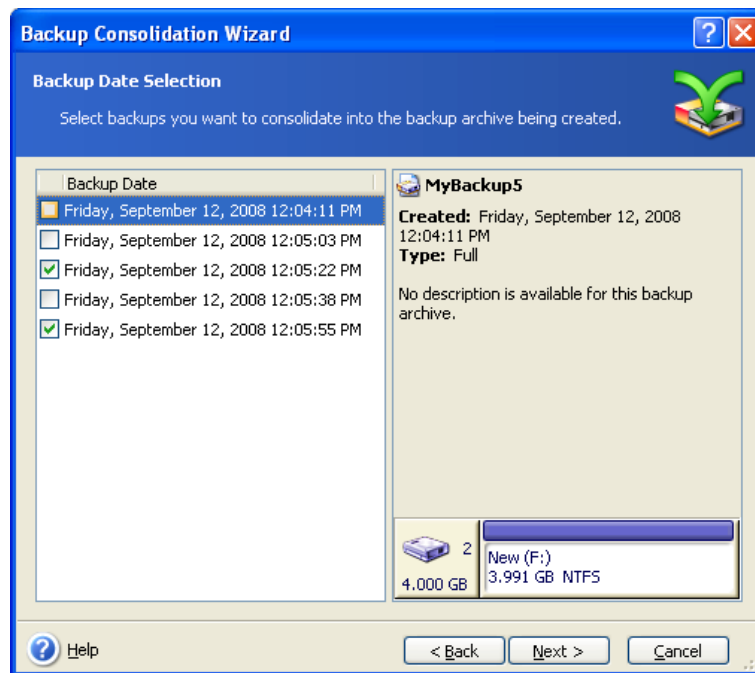 Backup Consolidation Wizard
Backup Date Selection
Select backups you want to consolidate into the backup archive being created.
Backup Date
Friday, September 12, 2008 12:04:11 PM
Friday, September 12, 2008 12:05:03 PM
Friday, September 12, 2008 12:05:22 PM
Friday, September 12, 2008 12:05:38 PM
Friday, September 12, 2008 12:05:55 PM
MyBackup5
Created: Friday, September 12, 2008
12:04:11 PM
Type: Full
No description is available for this backup
archive.
2
4.000 GB
New (F:)
3.991 GB NTFS
Help
< Back
Next >
Cancel